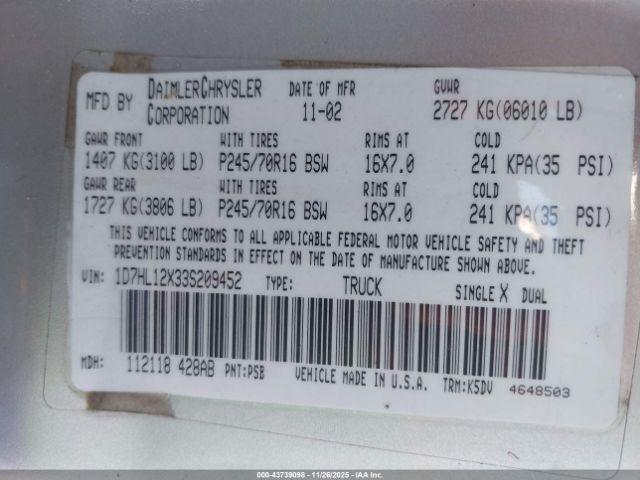 MFD BY DAIMLERCHRYSLER CORPORATION DATE OF MFR 11-02 GVWR 2727 KG(06010 LB)
GAWR FRONT WITH TIRES RIMS AT COLD
1407 KG(3100 LB) P245/70R16 BSW 16X7.0 241 KPA(35 PSI)
GAWR REAR WITH TIRES RIMS AT COLD
1727 KG(3806 LB) P245/70R16 BSW 16X7.0 241 KPA(35 PSI)
THIS VEHICLE CONFORMS TO ALL APPLICABLE FEDERAL MOTOR VEHICLE SAFETY AND THEFT
PREVENTION STANDARDS IN EFFECT ON THE DATE OF MANUFACTURE SHOWN ABOVE.
VIN: 1D7HL12X33S209452 TYPE: TRUCK SINGLE X DUAL
MDH: 112118 428AB PNT:PSB VEHICLE MADE IN U.S.A. TRM:K5DV 4648503
000-43739098 - 11/26/2025 - IAA Inc.